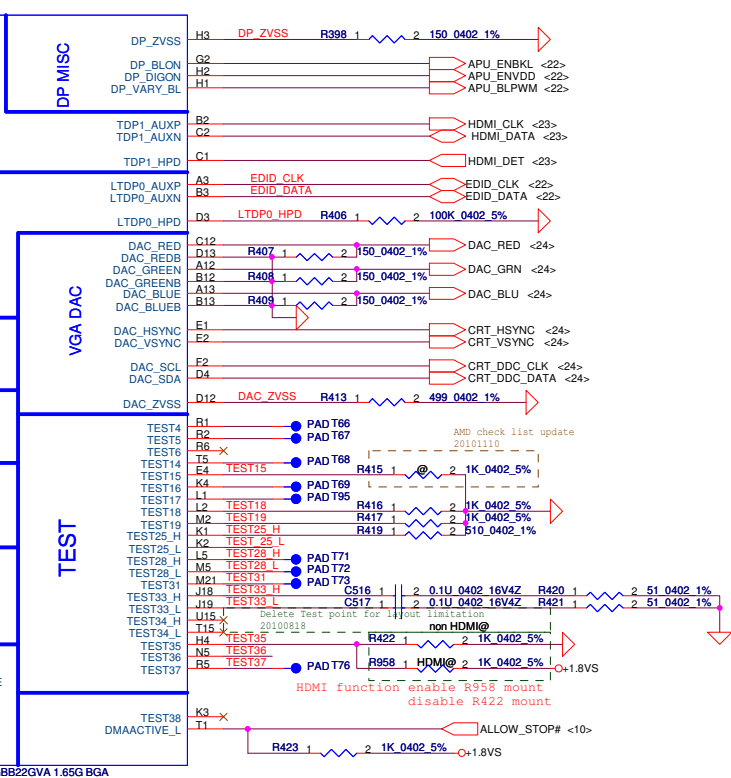 DP MISC
DP_ZVSS H3 DP_ZVSS R398 1 2 150_0402_1%
DP_BLON G2 APU_ENBKL <22>
DP_DIGON H2 APU_ENVDD <22>
DP_VARY_BL H1 APU_BLPWM <22>
TDP1_AUXP B2 HDMI_CLK <23>
TDP1_AUXN C2 HDMI_DATA <23>
TDP1_HPD C1 HDMI_DET <23>
LTDP0_AUXP A3 EDID_CLK EDID_CLK <22>
LTDP0_AUXN B3 EDID_DATA EDID_DATA <22>
LTDP0_HPD D3 LTDP0_HPD R406 1 2 100K_0402_5%
VGA DAC
DAC_RED C12 DAC_RED <24>
DAC_REDB D13 R407 1 2 150_0402_1%
DAC_GREEN A12 DAC_GRN <24>
DAC_GREENB B12 R408 1 2 150_0402_1%
DAC_BLUE A13 DAC_BLU <24>
DAC_BLUEB B13 R409 1 2 150_0402_1%
DAC_HSYNC E1 CRT_HSYNC <24>
DAC_VSYNC E2 CRT_VSYNC <24>
DAC_SCL F2 CRT_DDC_CLK <24>
DAC_SDA D4 CRT_DDC_DATA <24>
DAC_ZVSS D12 DAC_ZVSS R413 1 2 499_0402_1%
TEST
TEST4 R1 PAD T66
TEST5 R2 PAD T67
AMD check list update
20101110
TEST6 R6
TEST14 T5 PAD T68
TEST15 E4 TEST15 R415 1 @ 2 1K_0402_5%
TEST16 K4 PAD T69
TEST17 L1 PAD T95
TEST18 L2 TEST18 R416 1 2 1K_0402_5%
TEST19 M2 TEST19 R417 1 2 1K_0402_5%
TEST25_H K1 TEST25_H R419 1 2 510_0402_1%
TEST25_L K2 TEST_25_L
TEST28_H L5 TEST28_H PAD T71
TEST28_L M5 TEST28_L PAD T72
TEST31 M21 TEST31 PAD T73
TEST33_H J18 TEST33_H C516 1 2 0.1U_0402_16V4Z R420 1 2 51_0402_1%
TEST33_L J19 TEST33_L C517 1 2 0.1U_0402_16V4Z R421 1 2 51_0402_1%
Delete Test point for layout limitation
20100818
TEST34_H U15
TEST34_L T15
non HDMI@
TEST35 H4 TEST35 R422 1 2 1K_0402_5%
TEST36 N5 TEST36
TEST37 R5 TEST37 PAD T76 R958 1 HDMI@ 2 1K_0402_5% +1.8VS
HDMI function enable R958 mount
disable R422 mount
TEST38 K3
DMAACTIVE_L T1 ALLOW_STOP# <10>
R423 1 2 1K_0402_5% +1.8VS
BB22GVA 1.65G BGA